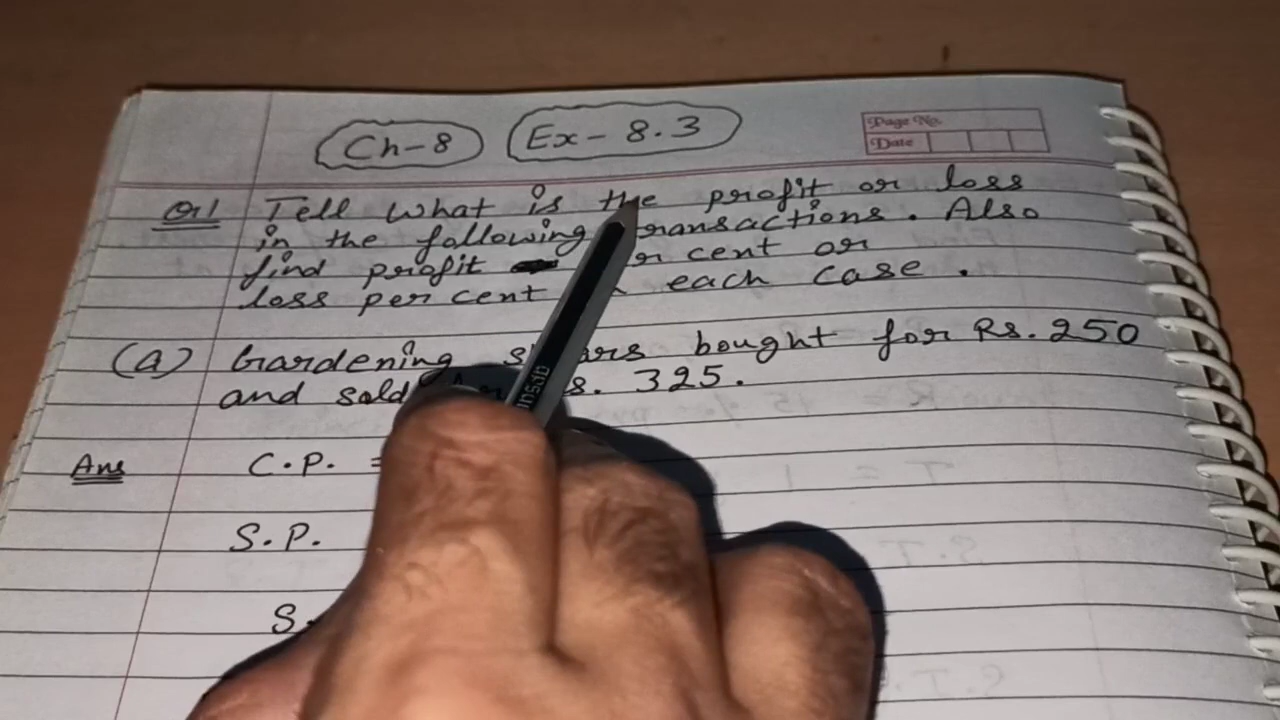 Ch-8 Ex-8.3
Page No.
Date
Q1 Tell what is the profit or loss
in the following transactions. Also
find profit cent or
loss per cent each case.
(a) Gardening bought for Rs. 250
and sold 325.
Ans C.P. =
S.P.
S.